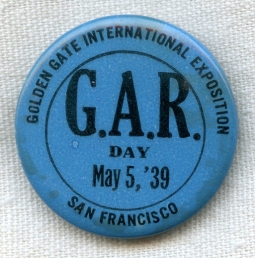 GOLDEN GATE INTERNATIONAL EXPOSITION
G.A.R.
DAY
May 5, '39
SAN FRANCISCO